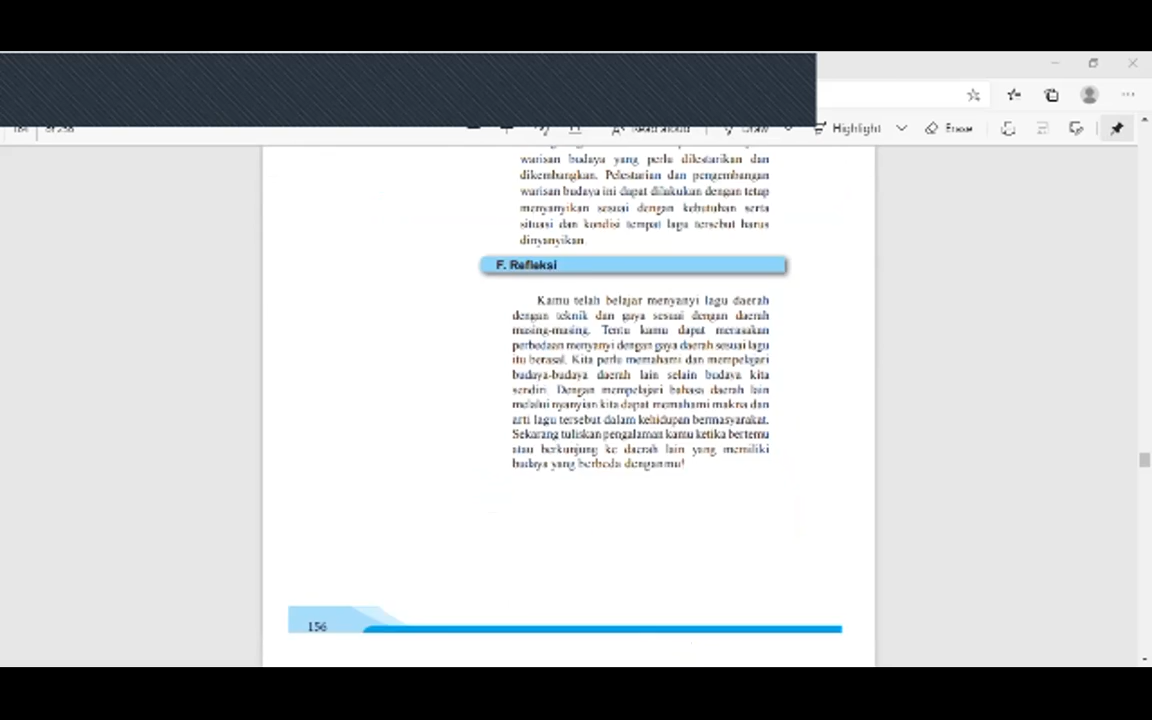 of 258
Read aloud
Draw
Highlight
Erase
warisan budaya yang perlu dilestarikan dan
dikembangkan. Pelestarian dan pengembangan
warisan budaya ini dapat dilakukan dengan tetap
menyanyikan sesuai dengan kebutuhan serta
situasi dan kondisi tempat lagu tersebut harus
dinyanyikan
F. Refleksi
Kamu telah belajar menyanyi lagu daerah
dengan teknik dan gaya sesuai dengan daerah
masing-masing. Tentu kamu dapat merasakan
perbedaan menyanyi dengan gaya daerah sesuai lagu
itu berasal. Kita perlu memahami dan mempelajari
budaya-budaya daerah lain selain budaya kita
sendiri. Dengan mempelajari bahasa daerah lain
melalui nyanyian kita dapat memahami makna dan
arti lagu tersebut dalam kehidupan bermasyarakat.
Sekarang tuliskan pengalaman kamu ketika bertemu
atau berkunjung ke daerah lain yang memiliki
budaya yang berbeda denganmu!
156